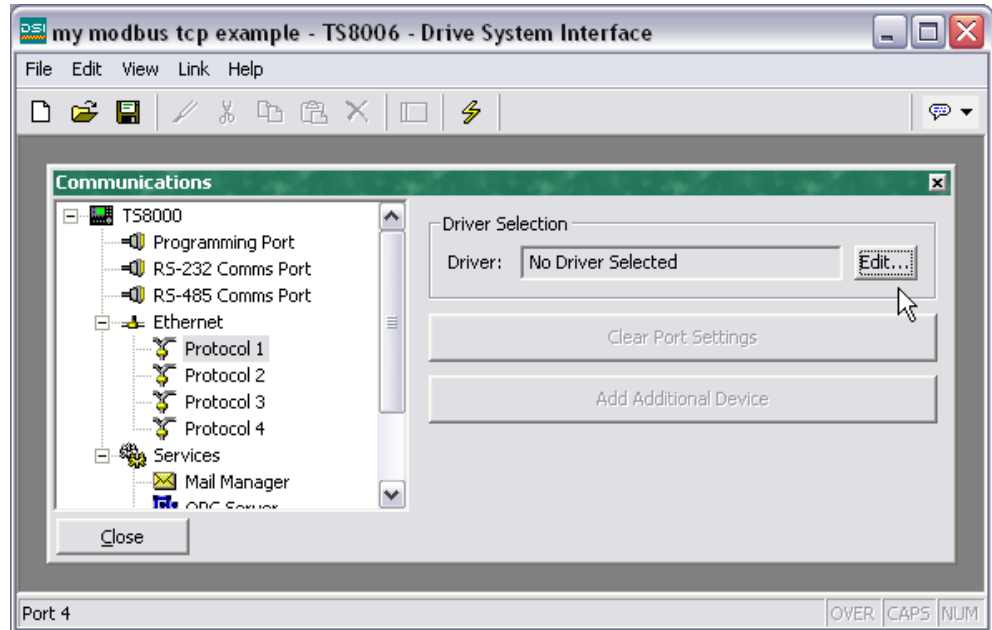 DSI my modbus tcp example - TS8006 - Drive System Interface
File Edit View Link Help
Communications
TS8000
Programming Port
RS-232 Comms Port
RS-485 Comms Port
Ethernet
Protocol 1
Protocol 2
Protocol 3
Protocol 4
Services
Mail Manager
OPC Server
Driver Selection
Driver: No Driver Selected Edit...
Clear Port Settings
Add Additional Device
Close
Port 4 OVER CAPS NUM